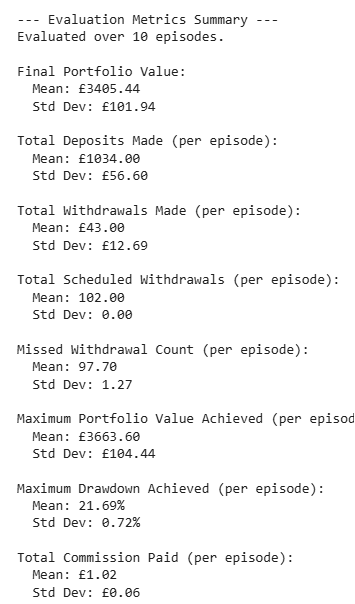 --- Evaluation Metrics Summary ---
Evaluated over 10 episodes.
Final Portfolio Value:
Mean: £3405.44
Std Dev: £101.94
Total Deposits Made (per episode):
Mean: £1034.00
Std Dev: £56.60
Total Withdrawals Made (per episode):
Mean: £43.00
Std Dev: £12.69
Total Scheduled Withdrawals (per episode):
Mean: 102.00
Std Dev: 0.00
Missed Withdrawal Count (per episode):
Mean: 97.70
Std Dev: 1.27
Maximum Portfolio Value Achieved (per episod
Mean: £3663.60
Std Dev: £104.44
Maximum Drawdown Achieved (per episode):
Mean: 21.69%
Std Dev: 0.72%
Total Commission Paid (per episode):
Mean: £1.02
Std Dev: £0.06